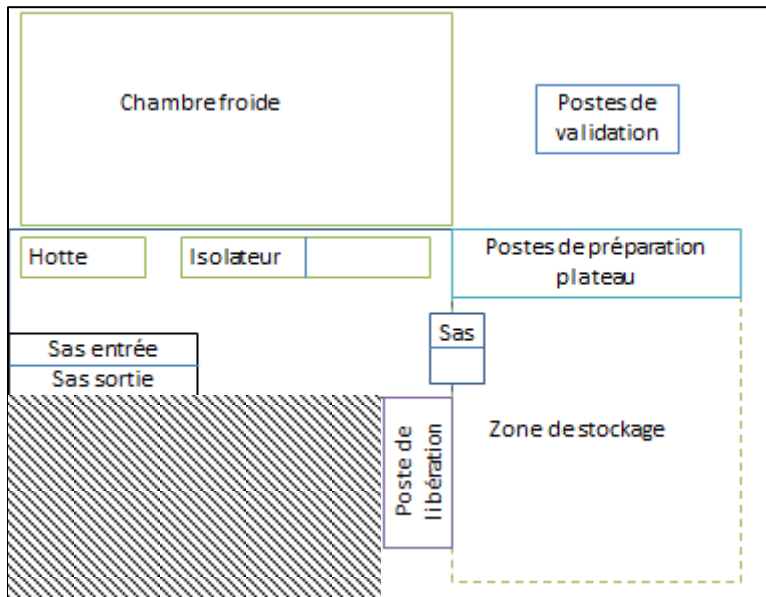 Chambre froide
Postes de
validation
Hotte
Isolateur
Postes de préparation
plateau
Sas entrée
Sas sortie
Sas
Poste de
libération
Zone de stockage